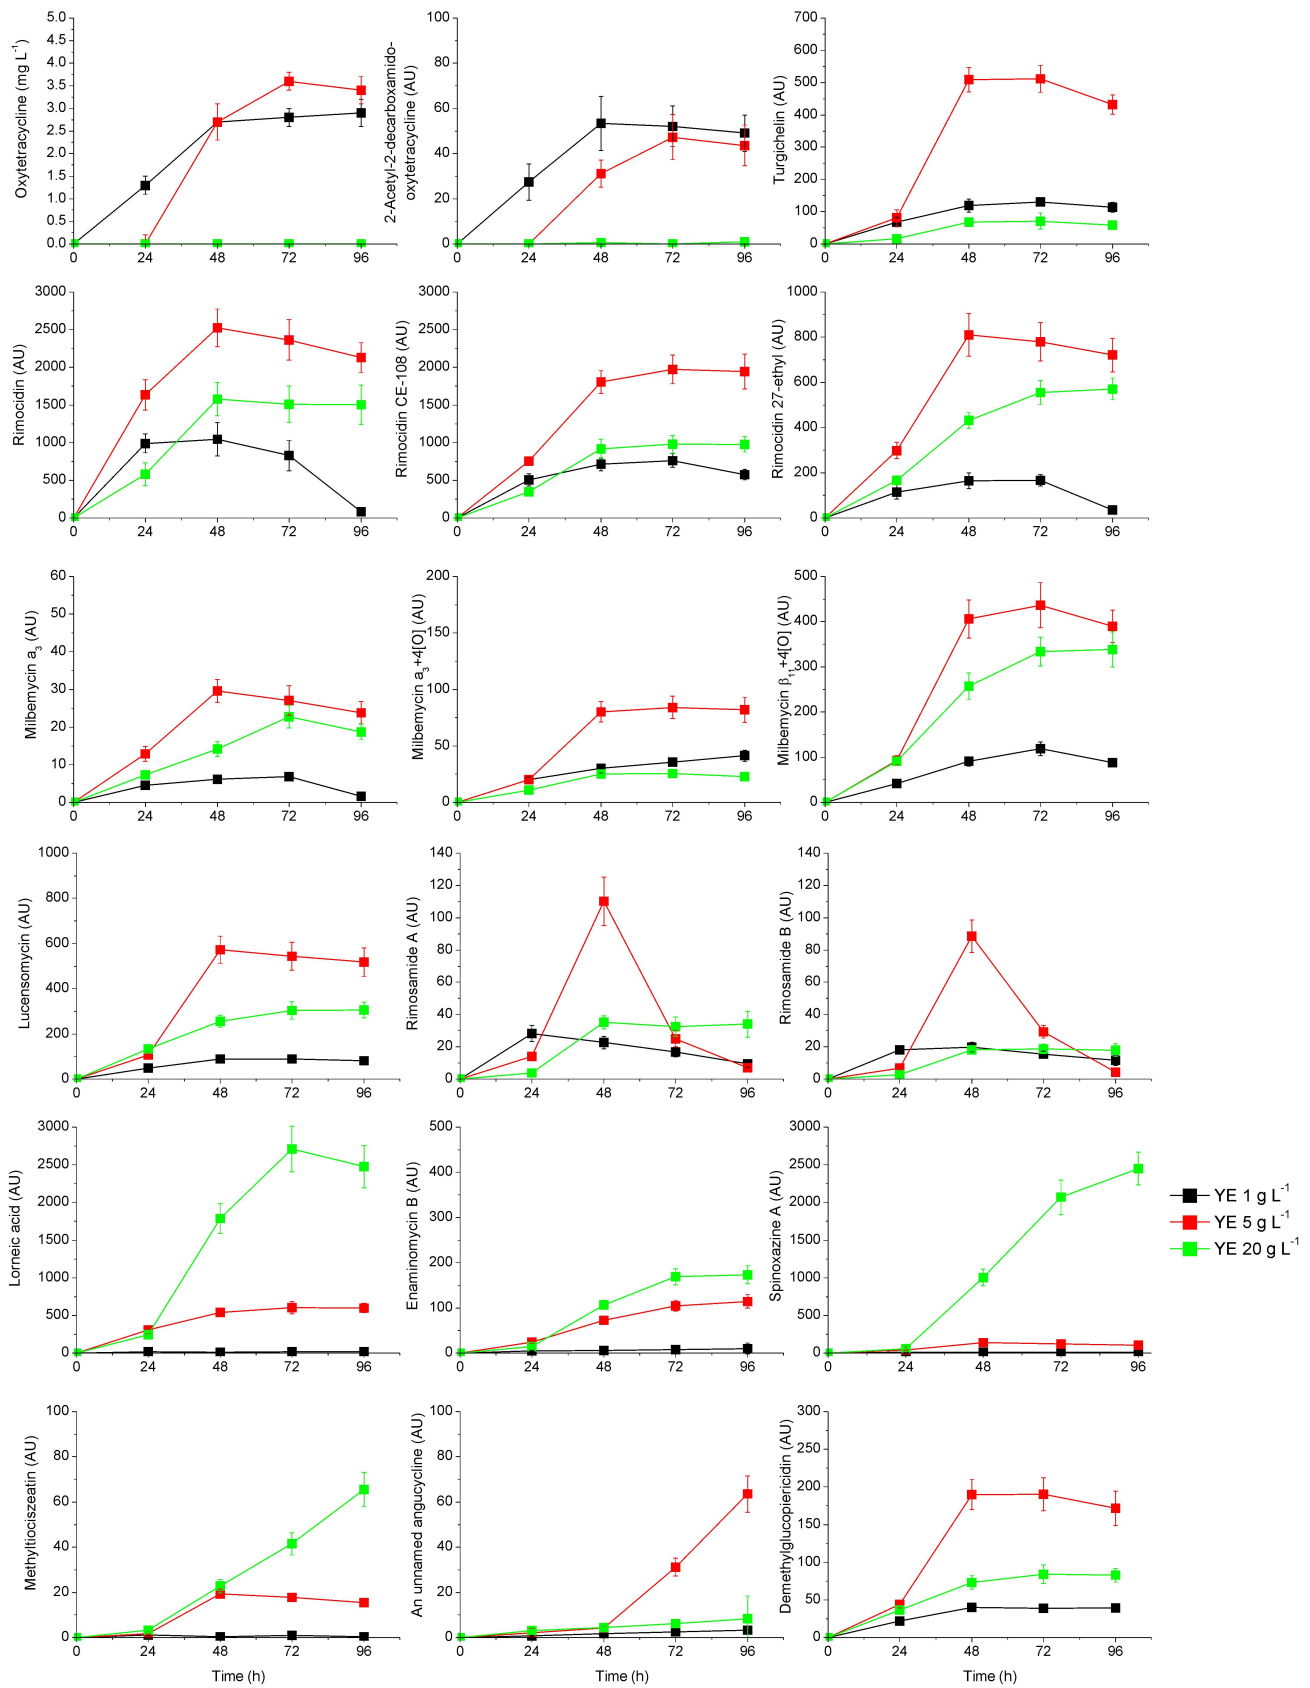 Oxytetracycline (mg L⁻¹)
5.0
4.5
4.0
3.5
3.0
2.5
2.0
1.5
1.0
0.5
0.0
0 24 48 72 96
2-Acetyl-2-decarboxamido-
oxytetracycline (AU)
100
80
60
40
20
0
0 24 48 72 96
Turgichelin (AU)
700
600
500
400
300
200
100
0
0 24 48 72 96
Rimocidin (AU)
3000
2500
2000
1500
1000
500
0
0 24 48 72 96
Rimocidin CE-108 (AU)
3000
2500
2000
1500
1000
500
0
0 24 48 72 96
Rimocidin 27-ethyl (AU)
1000
800
600
400
200
0
0 24 48 72 96
Milbemycin a₃ (AU)
60
50
40
30
20
10
0
0 24 48 72 96
Milbemycin a₃+4[O] (AU)
200
150
100
50
0
0 24 48 72 96
Milbemycin β₁₁+4[O] (AU)
500
400
300
200
100
0
0 24 48 72 96
Lucensomycin (AU)
1000
800
600
400
200
0
0 24 48 72 96
Rimosamide A (AU)
140
120
100
80
60
40
20
0
0 24 48 72 96
Rimosamide B (AU)
140
120
100
80
60
40
20
0
0 24 48 72 96
Lorneic acid (AU)
3000
2500
2000
1500
1000
500
0
0 24 48 72 96
Enaminomycin B (AU)
500
400
300
200
100
0
0 24 48 72 96
Spinoxazine A (AU)
3000
2500
2000
1500
1000
500
0
0 24 48 72 96
YE 1 g L⁻¹
YE 5 g L⁻¹
YE 20 g L⁻¹
Methyltiociszeatin (AU)
100
80
60
40
20
0
0 24 48 72 96
Time (h)
An unnamed angucycline (AU)
100
80
60
40
20
0
0 24 48 72 96
Time (h)
Demethylglucopiericidin (AU)
300
250
200
150
100
50
0
0 24 48 72 96
Time (h)